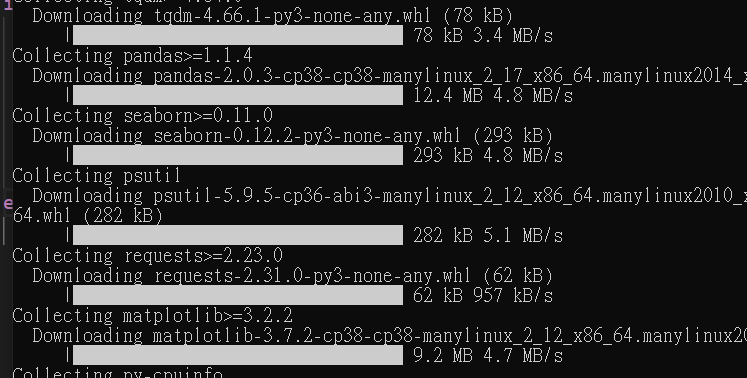 Downloading tqdm-4.66.1-py3-none-any.whl (78 kB)
| 78 kB 3.4 MB/s
Collecting pandas>=1.1.4
Downloading pandas-2.0.3-cp38-cp38-manylinux_2_17_x86_64.manylinux2014_x
| 12.4 MB 4.8 MB/s
Collecting seaborn>=0.11.0
Downloading seaborn-0.12.2-py3-none-any.whl (293 kB)
| 293 kB 4.8 MB/s
Collecting psutil
Downloading psutil-5.9.5-cp36-abi3-manylinux_2_12_x86_64.manylinux2010_x
64.whl (282 kB)
| 282 kB 5.1 MB/s
Collecting requests>=2.23.0
Downloading requests-2.31.0-py3-none-any.whl (62 kB)
| 62 kB 957 kB/s
Collecting matplotlib>=3.2.2
Downloading matplotlib-3.7.2-cp38-cp38-manylinux_2_12_x86_64.manylinux20
| 9.2 MB 4.7 MB/s
Collecting py-cpuinfo